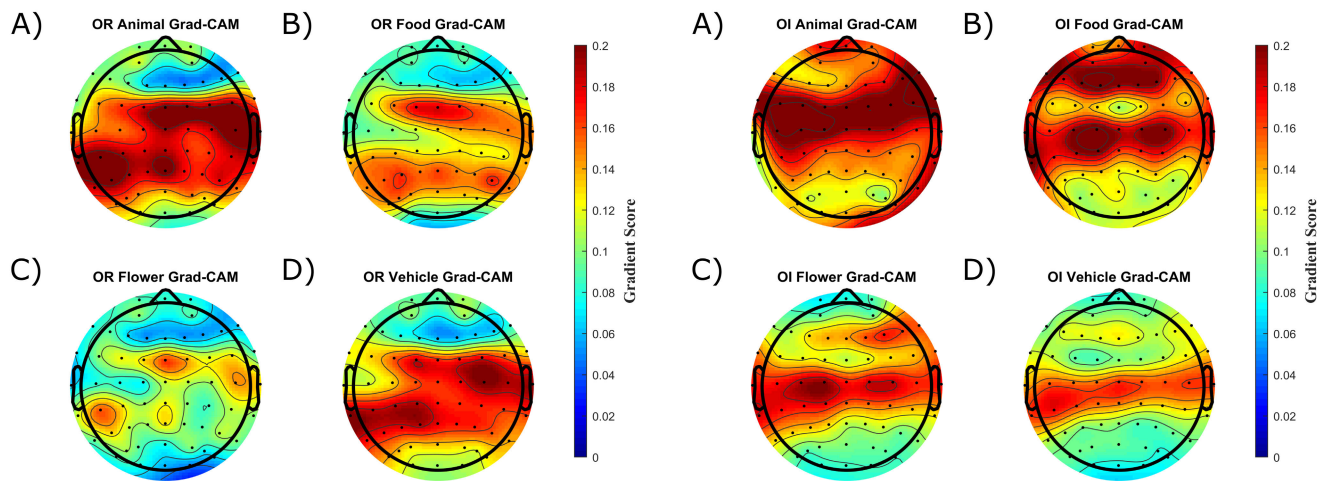 A)
OR Animal Grad-CAM
B)
OR Food Grad-CAM
C)
OR Flower Grad-CAM
D)
OR Vehicle Grad-CAM
0.2
0.18
0.16
0.14
0.12
0.1
0.08
0.06
0.04
0.02
0
Gradient Score
A)
OI Animal Grad-CAM
B)
OI Food Grad-CAM
C)
OI Flower Grad-CAM
D)
OI Vehicle Grad-CAM
0.2
0.18
0.16
0.14
0.12
0.1
0.08
0.06
0.04
0.02
0
Gradient Score